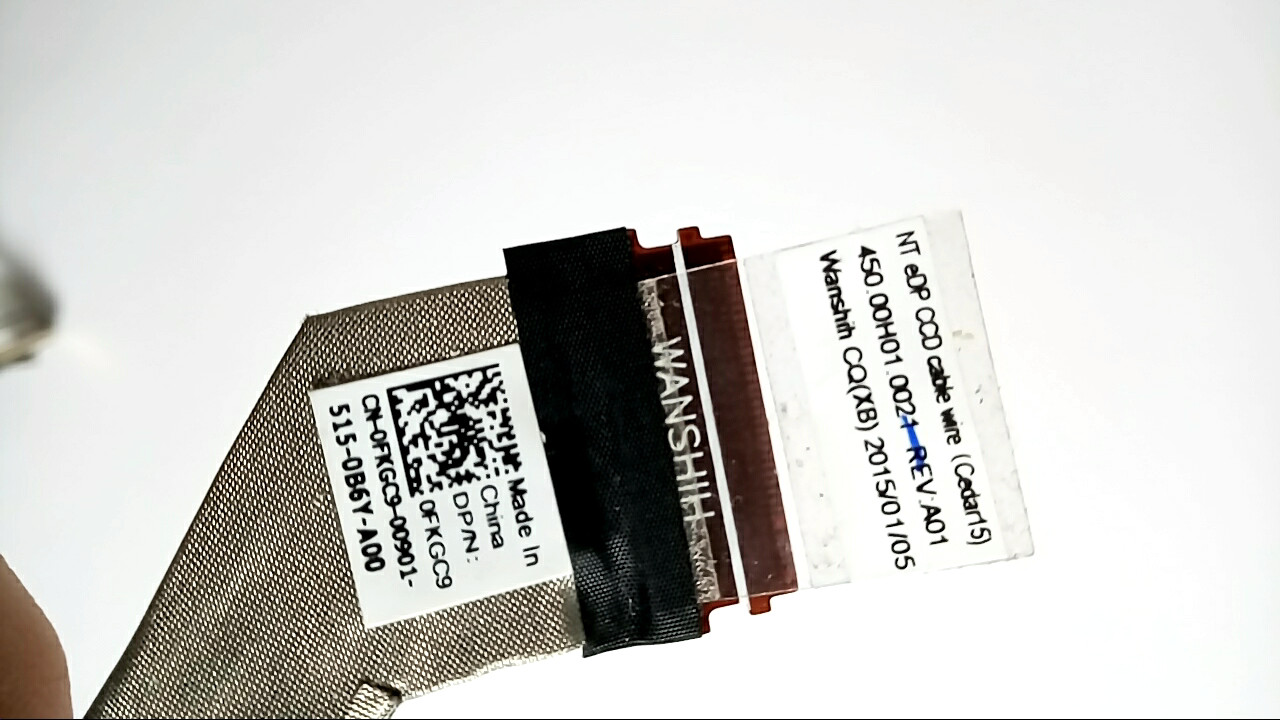 Made In
China
DP/N:
0FKGC9
CN-0FKGC9-00901-
515-0B6Y-A00
WANSHIH
NT eDP CCD cable wire (Cedar15)
450.00H01.0021 REV:A01
Wanshih CQ(XB) 2015/01/05